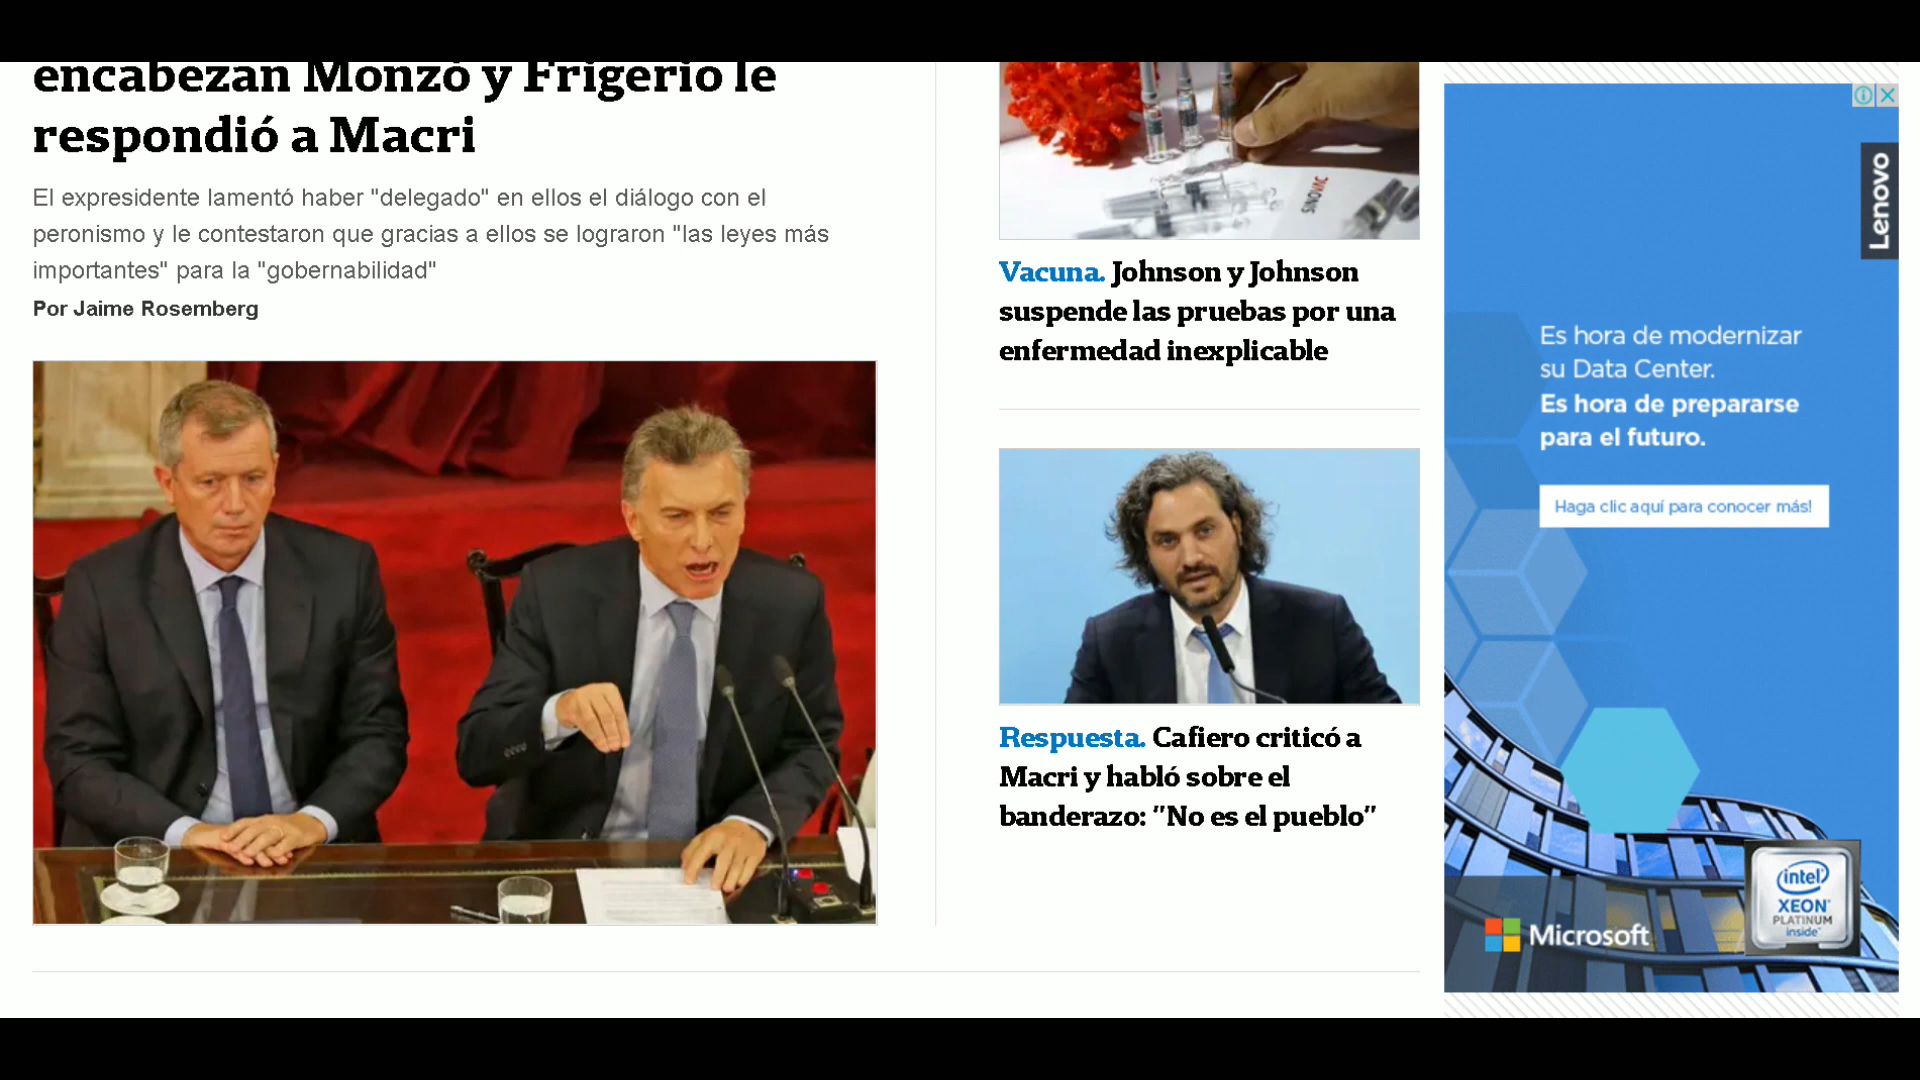 encabezan Monzó y Frigerio le
respondió a Macri
El expresidente lamentó haber "delegado" en ellos el diálogo con el
peronismo y le contestaron que gracias a ellos se lograron "las leyes más
importantes" para la "gobernabilidad"
Por Jaime Rosemberg
SINOVAC
Vacuna. Johnson y Johnson
suspende las pruebas por una
enfermedad inexplicable
Respuesta. Cafiero criticó a
Macri y habló sobre el
banderazo: "No es el pueblo"
Lenovo
Es hora de modernizar
su Data Center.
Es hora de prepararse
para el futuro.
Haga clic aquí para conocer más!
Microsoft
intel
XEON
PLATINUM
inside